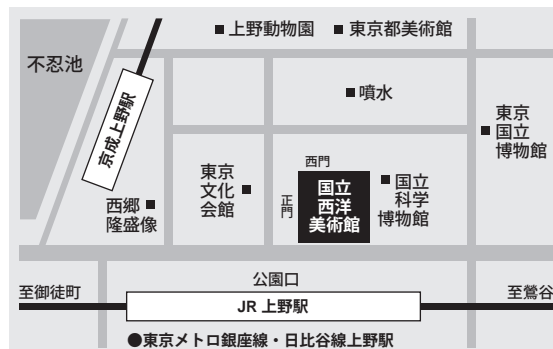 ■上野動物園 ■東京都美術館
不忍池
■噴水
京成上野駅
東京
国立
■博物館
西門
東京
文化■
会館
正門
国立
西洋
美術館
■国立
科学
博物館
西郷■
隆盛像
公園口
至御徒町
JR 上野駅
至鶯谷
●東京メトロ銀座線・日比谷線上野駅